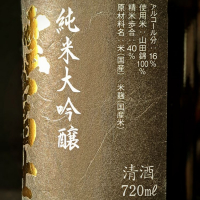 アルコール分：16％
使用米：山田錦100％
精米歩合：40％
原材料名：米（国産米） 米麹（国産米）
純米大吟醸
清酒
720mℓ